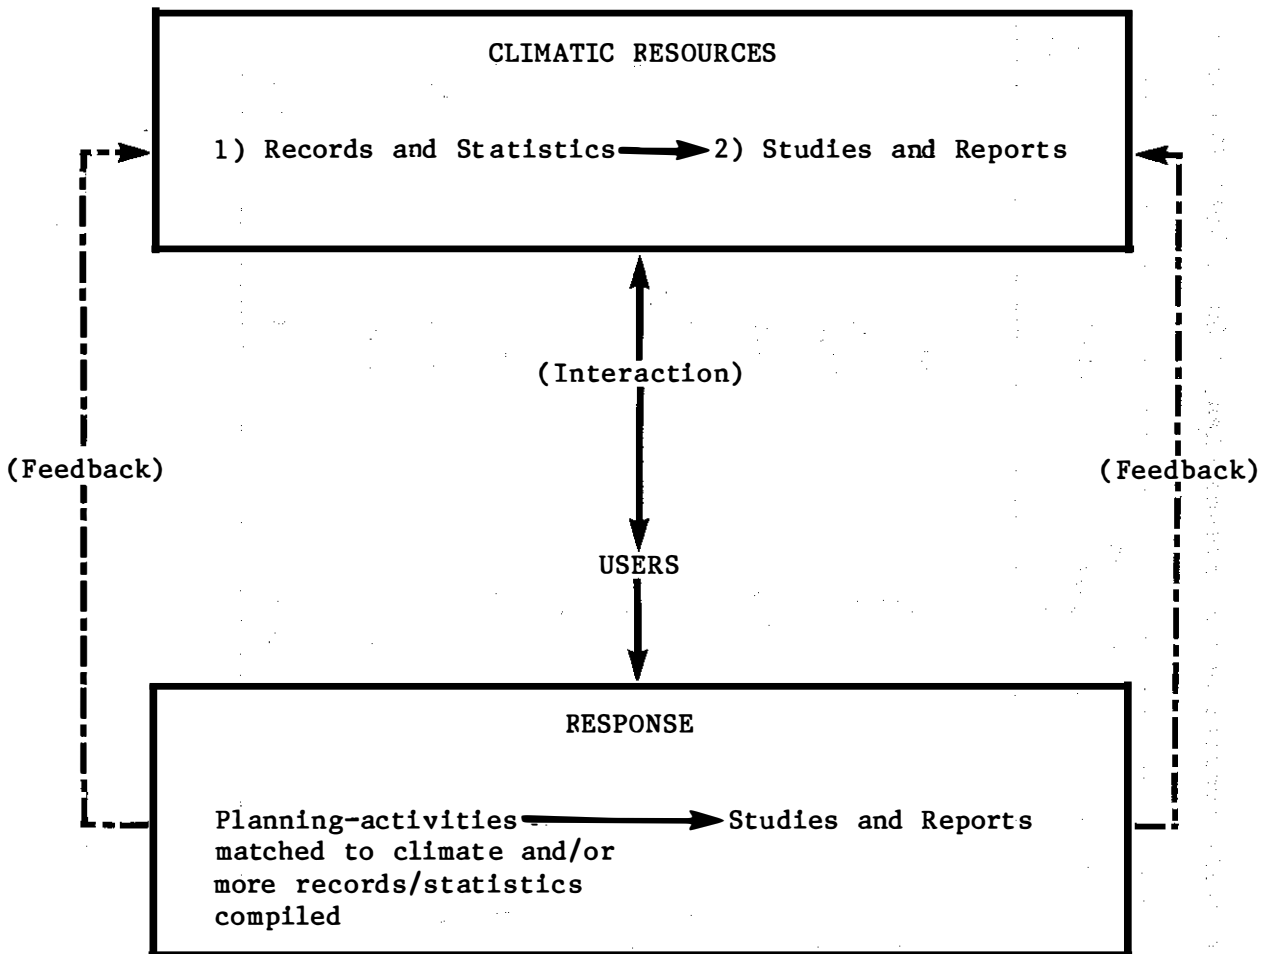 CLIMATIC RESOURCES
1) Records and Statistics 2) Studies and Reports
(Interaction)
(Feedback) (Feedback)
USERS
RESPONSE
Planning-activities Studies and Reports
matched to climate and/or
more records/statistics
compiled